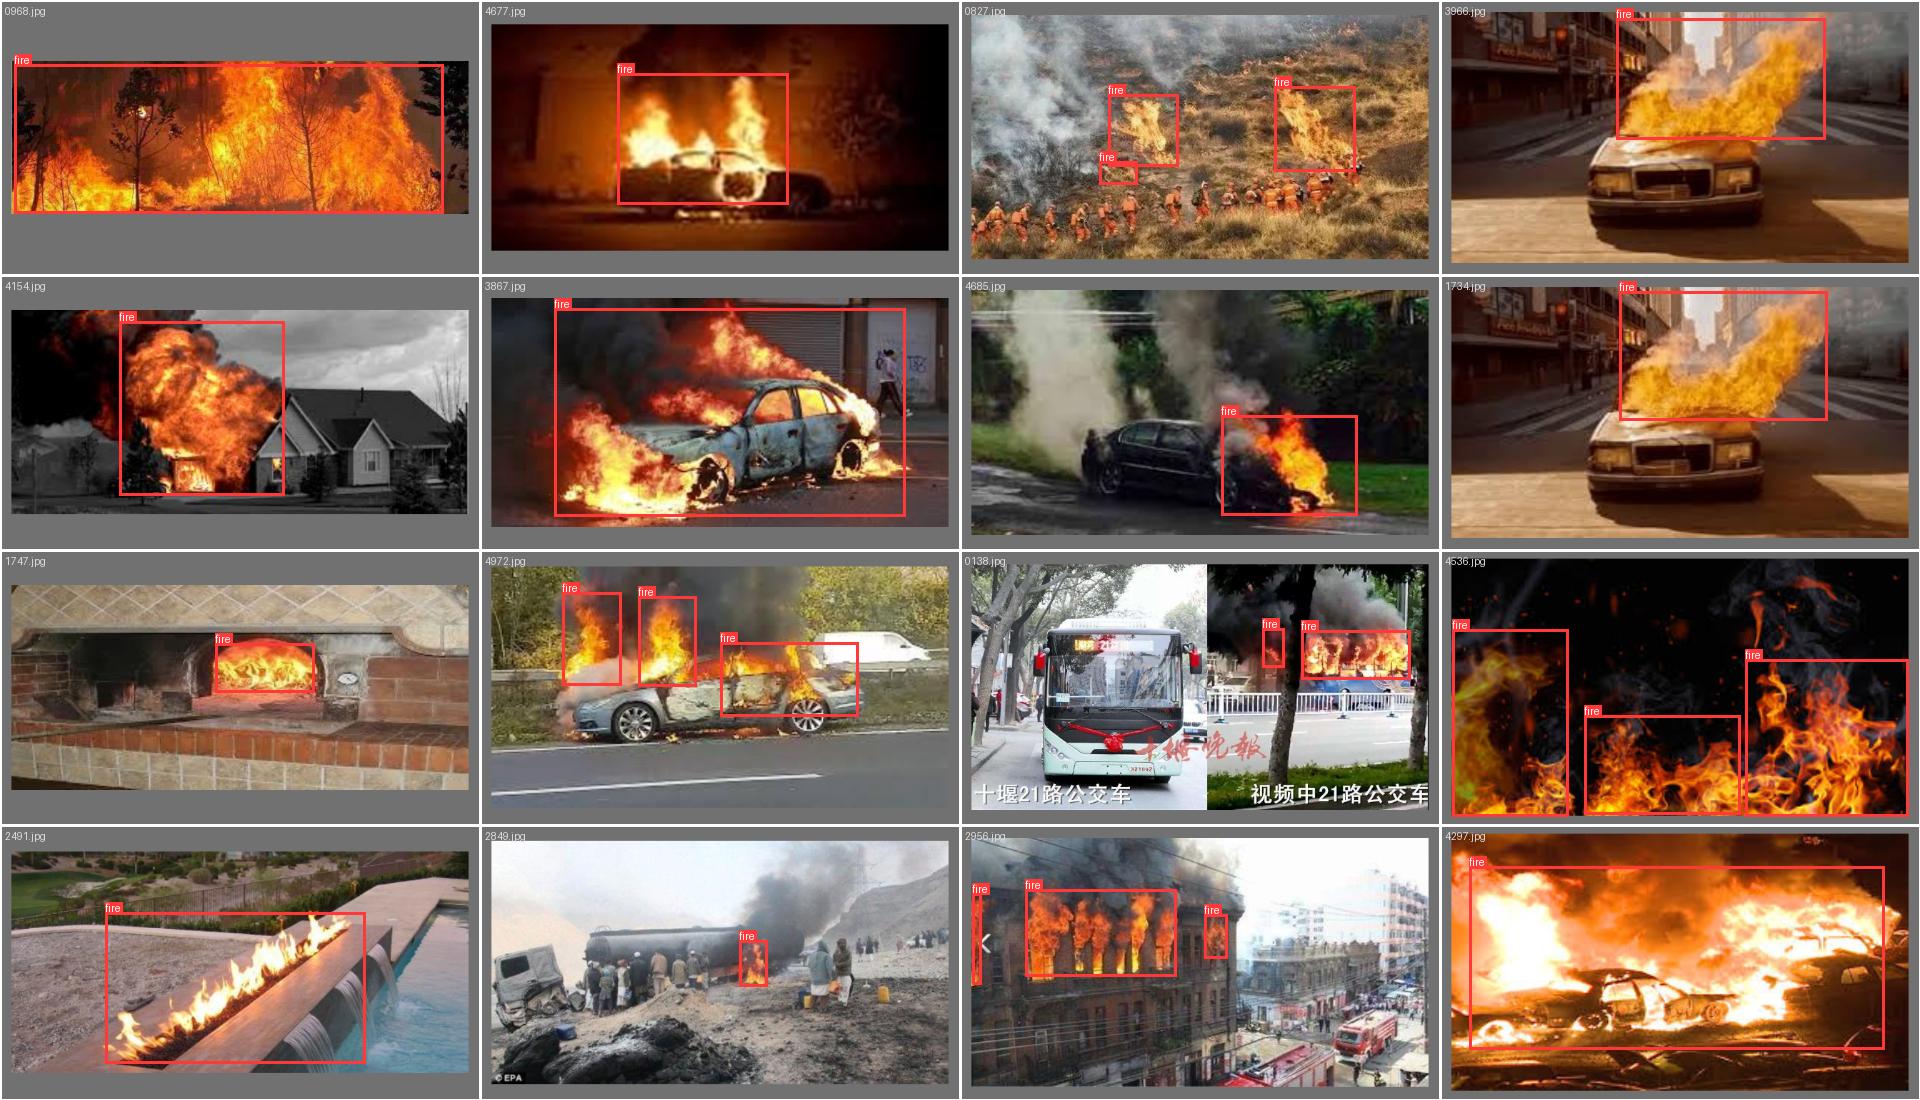 0968.jpg
fire
4677.jpg
fire
0827.jpg
fire
fire
fire
3966.jpg
fire
4154.jpg
fire
3867.jpg
fire
4685.jpg
fire
1734.jpg
fire
1747.jpg
fire
4972.jpg
fire
fire
fire
0138.jpg
fire
fire
十堰晚报
十堰21路公交车
视频中21路公交车
4536.jpg
fire
fire
fire
2491.jpg
fire
2849.jpg
fire
© EPA
2956.jpg
fire
fire
fire
4297.jpg
fire